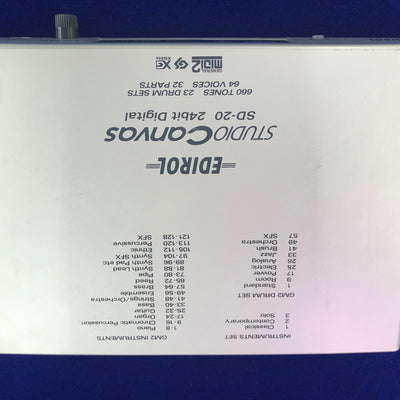 INSTRUMENTS SET
1 Classical
2 Contemporary
3 Solo
GM2 DRUM SET
1 Standard
9 Room
17 Power
25 Electric
26 Analog
33 Jazz
41 Brush
49 Orchestra
57 SFX
GM2 INSTRUMENTS
1-8 Piano
9-16 Chromatic Percussion
17-24 Organ
25-32 Guitar
33-40 Bass
41-48 Strings/Orchestra
49-56 Ensemble
57-64 Brass
65-72 Reed
73-80 Pipe
81-88 Synth Lead
89-96 Synth Pad etc
97-104 Synth SFX
105-112 Ethnic
113-120 Percussive
121-128 SFX
EDIROL
STUDIO Canvas
SD-20 24bit Digital
660 TONES 23 DRUM SETS
64 VOICES 32 PARTS
GENERAL MIDI2 GS XG